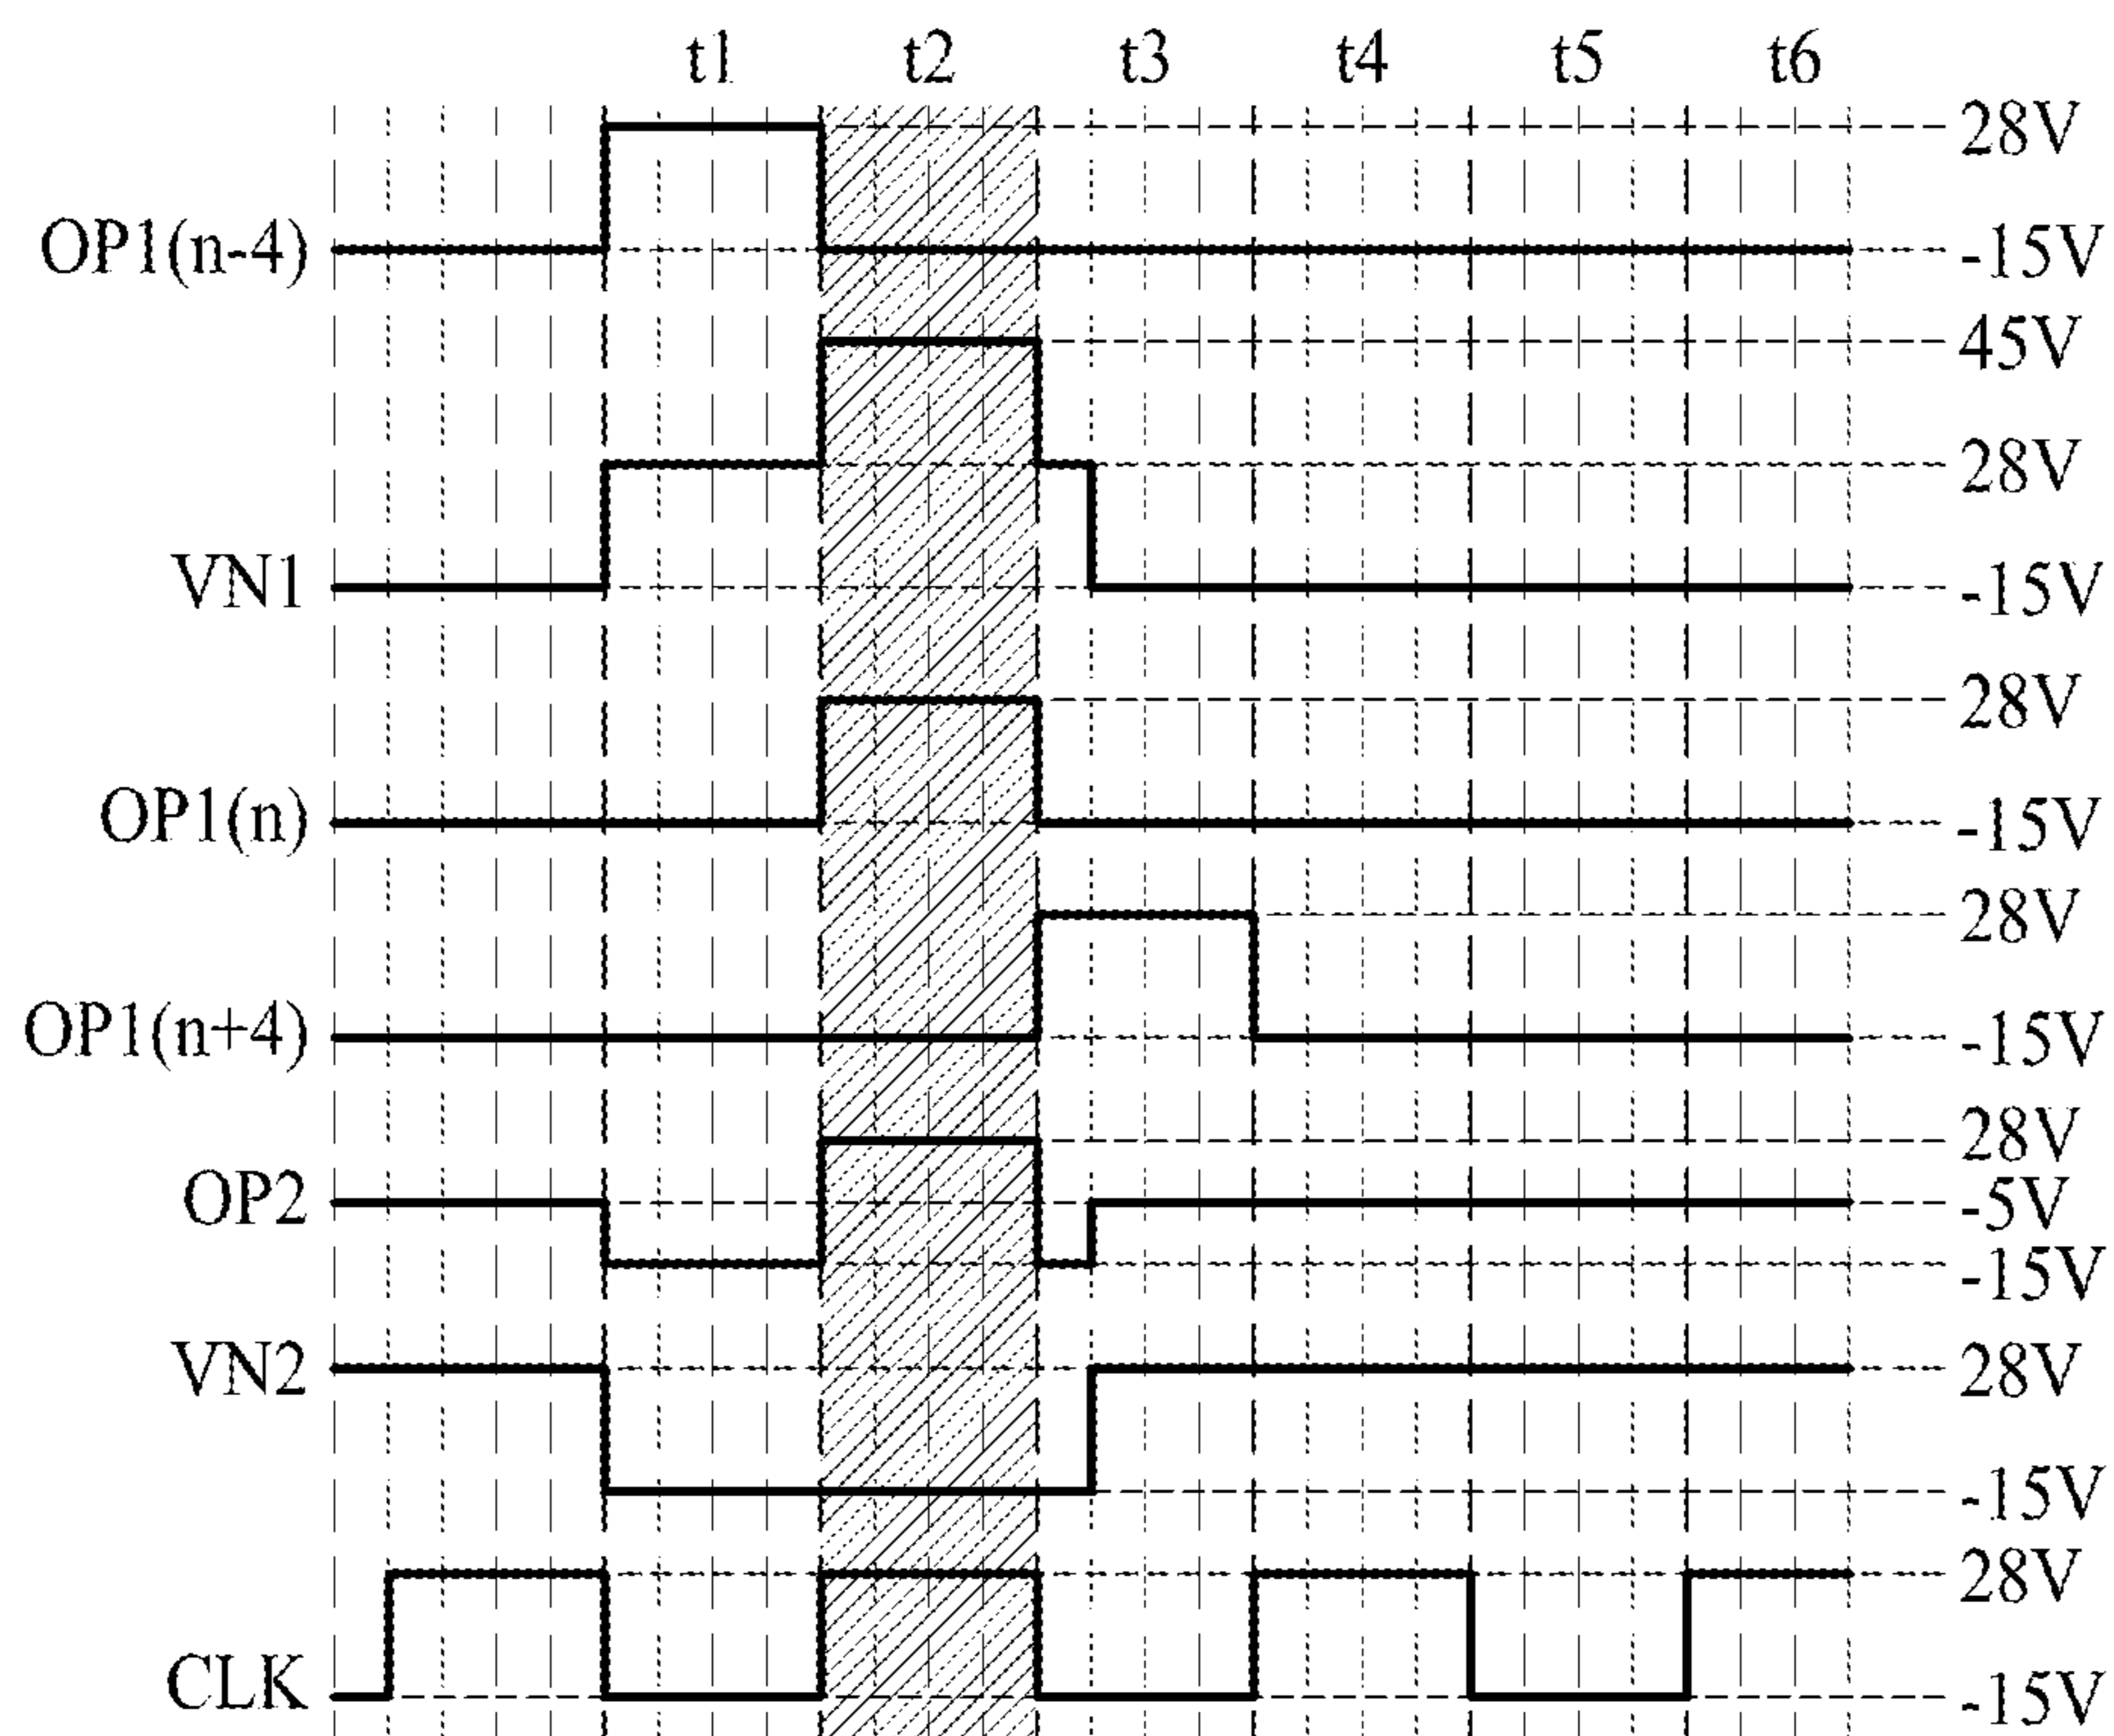 t1 t2 t3 t4 t5 t6
28V
OP1(n-4) -15V
45V
28V
VN1 -15V
28V
OP1(n) -15V
28V
OP1(n+4) -15V
28V
OP2 -5V
-15V
VN2 28V
-15V
28V
CLK -15V